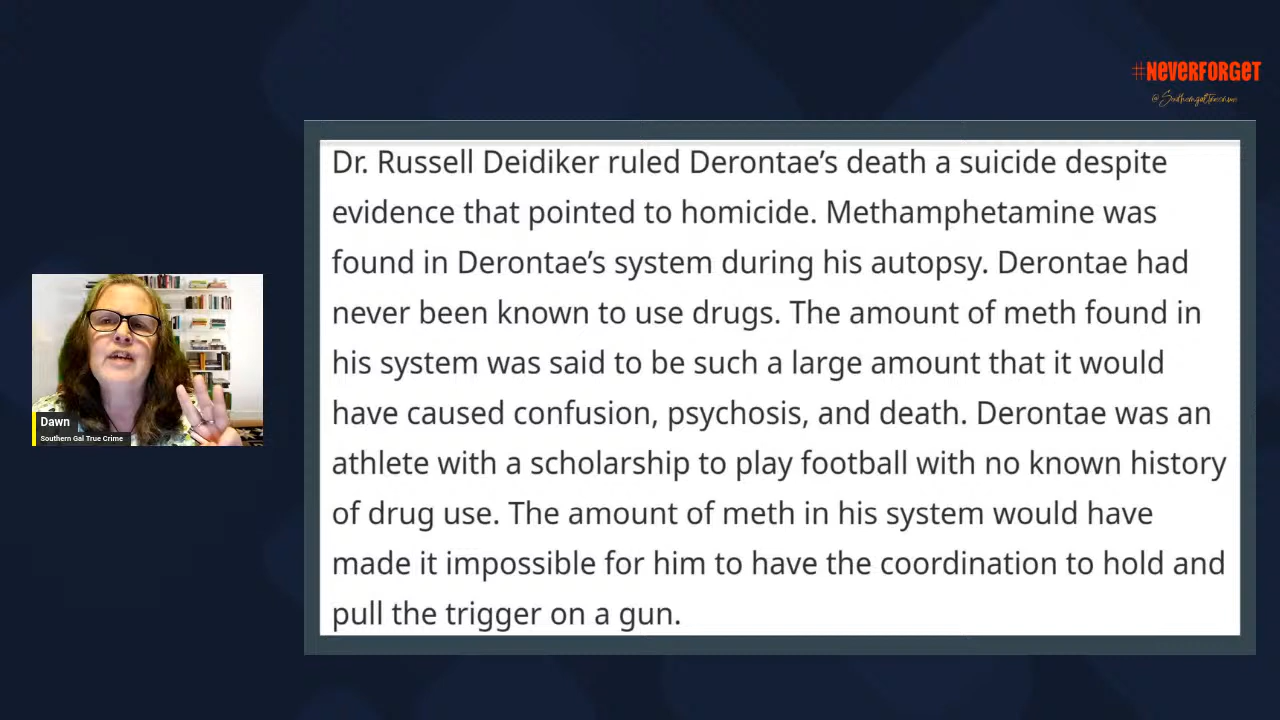 #NEVERFORGET
@Southerngaltruecrime
Dr. Russell Deidiker ruled Derontae’s death a suicide despite
evidence that pointed to homicide. Methamphetamine was
found in Derontae’s system during his autopsy. Derontae had
never been known to use drugs. The amount of meth found in
his system was said to be such a large amount that it would
have caused confusion, psychosis, and death. Derontae was an
athlete with a scholarship to play football with no known history
of drug use. The amount of meth in his system would have
made it impossible for him to have the coordination to hold and
pull the trigger on a gun.
Dawn
Southern Gal True Crime